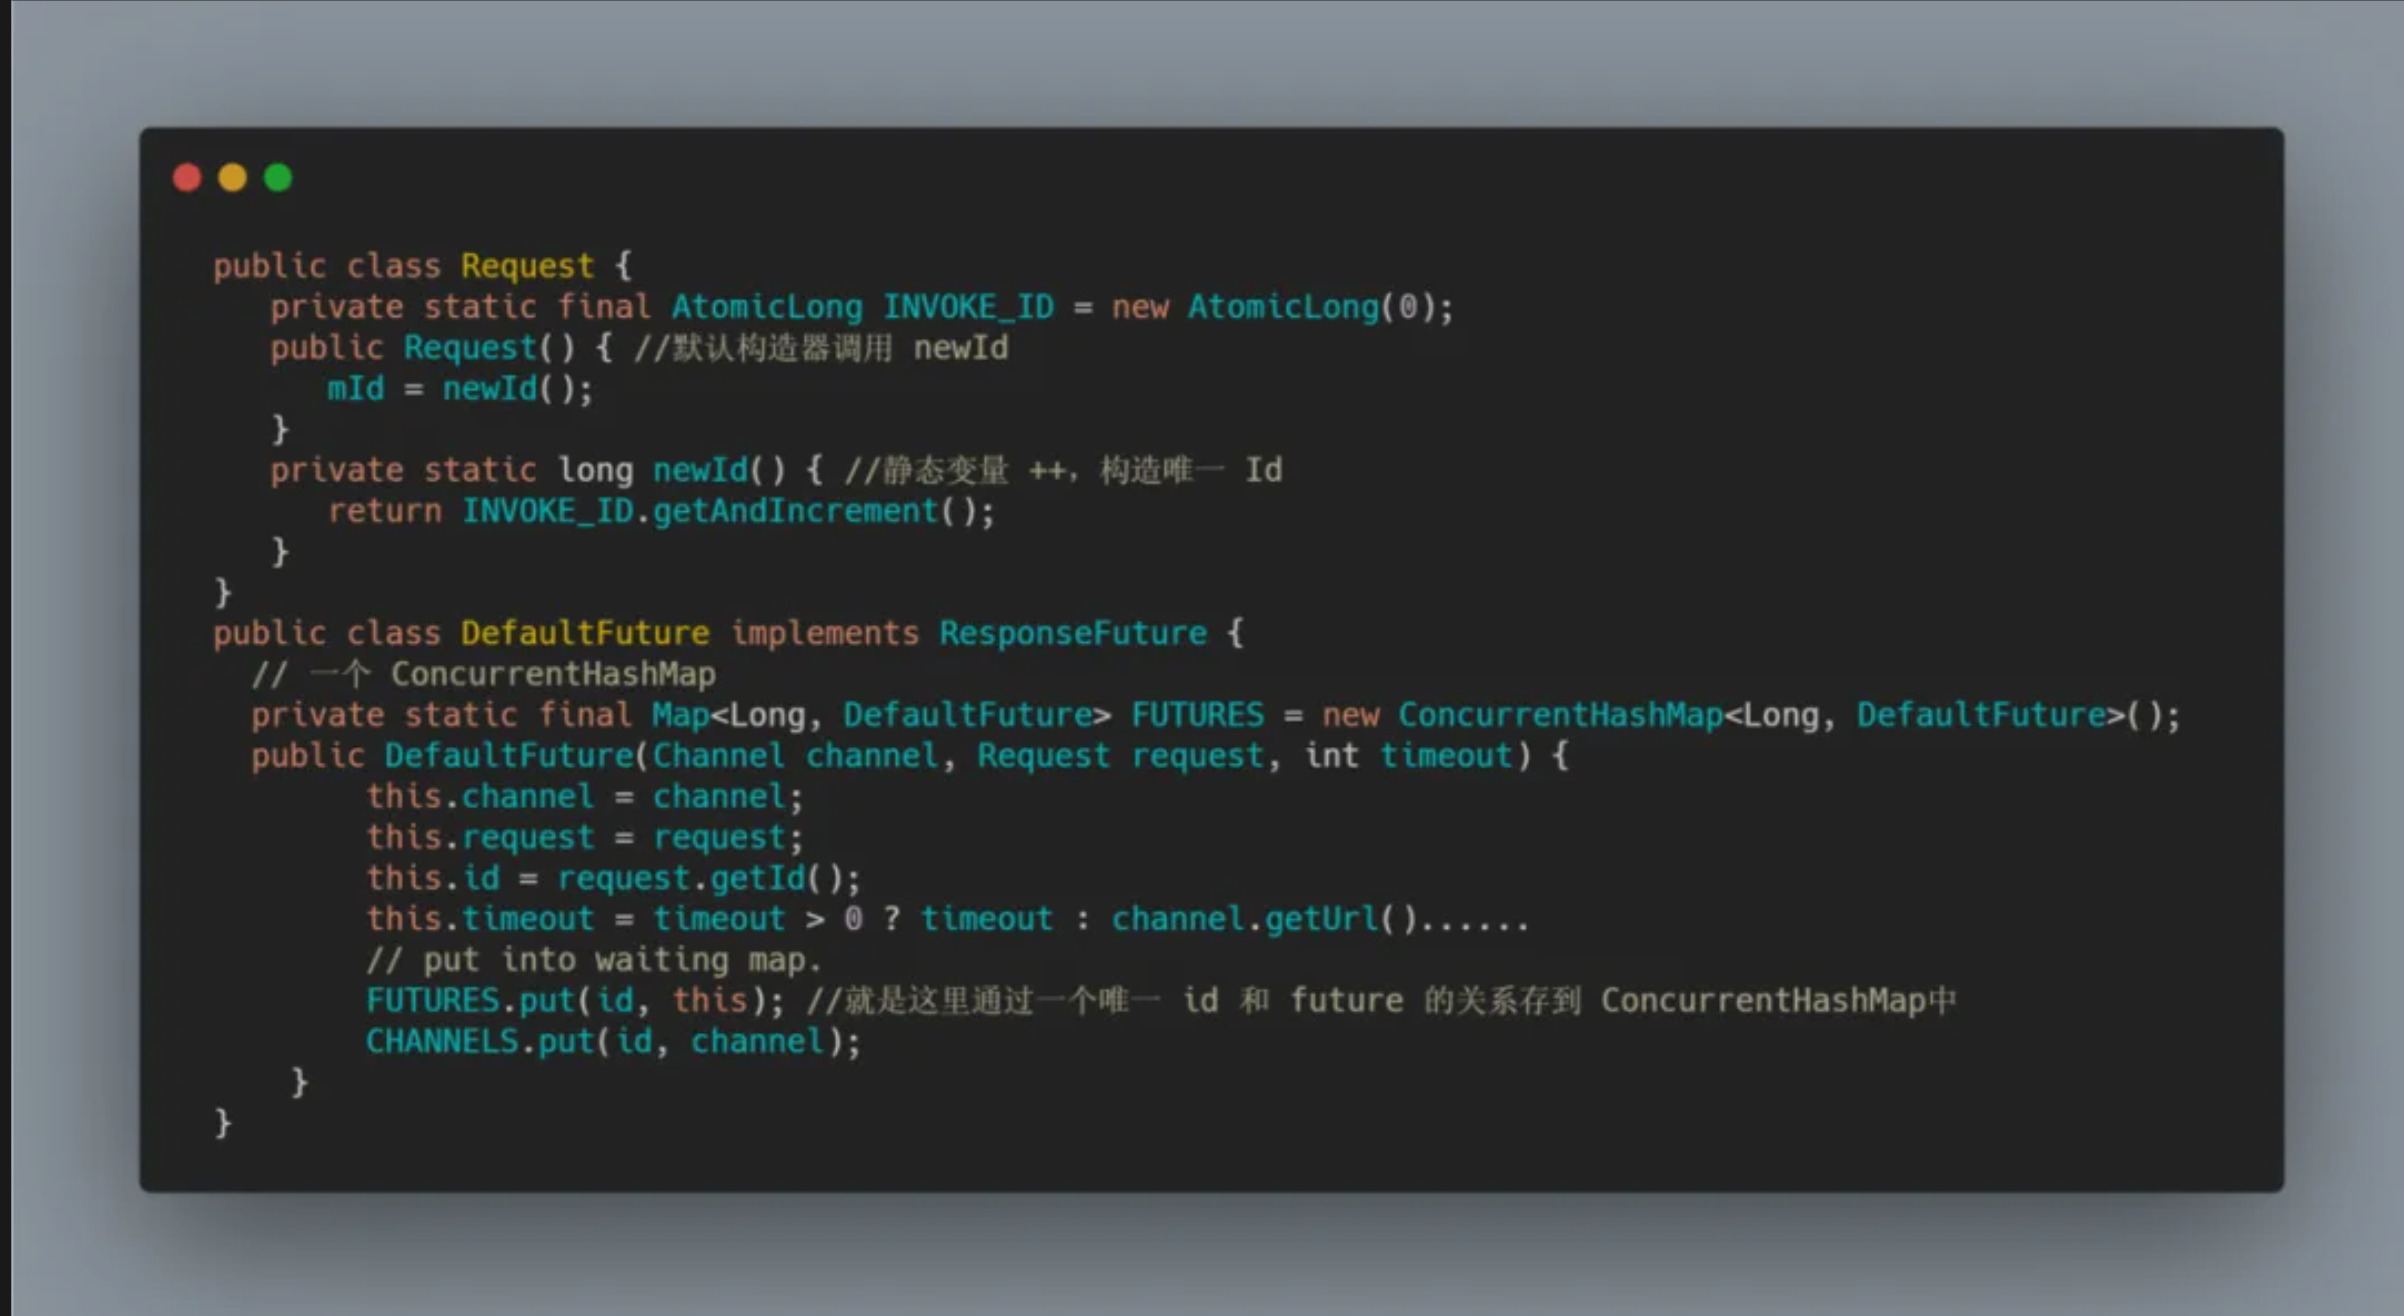 public class Request {
   private static final AtomicLong INVOKE_ID = new AtomicLong(0);
   public Request() { //默认构造器调用 newId
      mId = newId();
   }
   private static long newId() { //静态变量 ++，构造唯一 Id
      return INVOKE_ID.getAndIncrement();
   }
}
public class DefaultFuture implements ResponseFuture {
  // 一个 ConcurrentHashMap
  private static final Map<Long, DefaultFuture> FUTURES = new ConcurrentHashMap<Long, DefaultFuture>();
  public DefaultFuture(Channel channel, Request request, int timeout) {
        this.channel = channel;
        this.request = request;
        this.id = request.getId();
        this.timeout = timeout > 0 ? timeout : channel.getUrl()......
        // put into waiting map.
        FUTURES.put(id, this); //就是这里通过一个唯一 id 和 future 的关系存到 ConcurrentHashMap中
        CHANNELS.put(id, channel);
    }
}